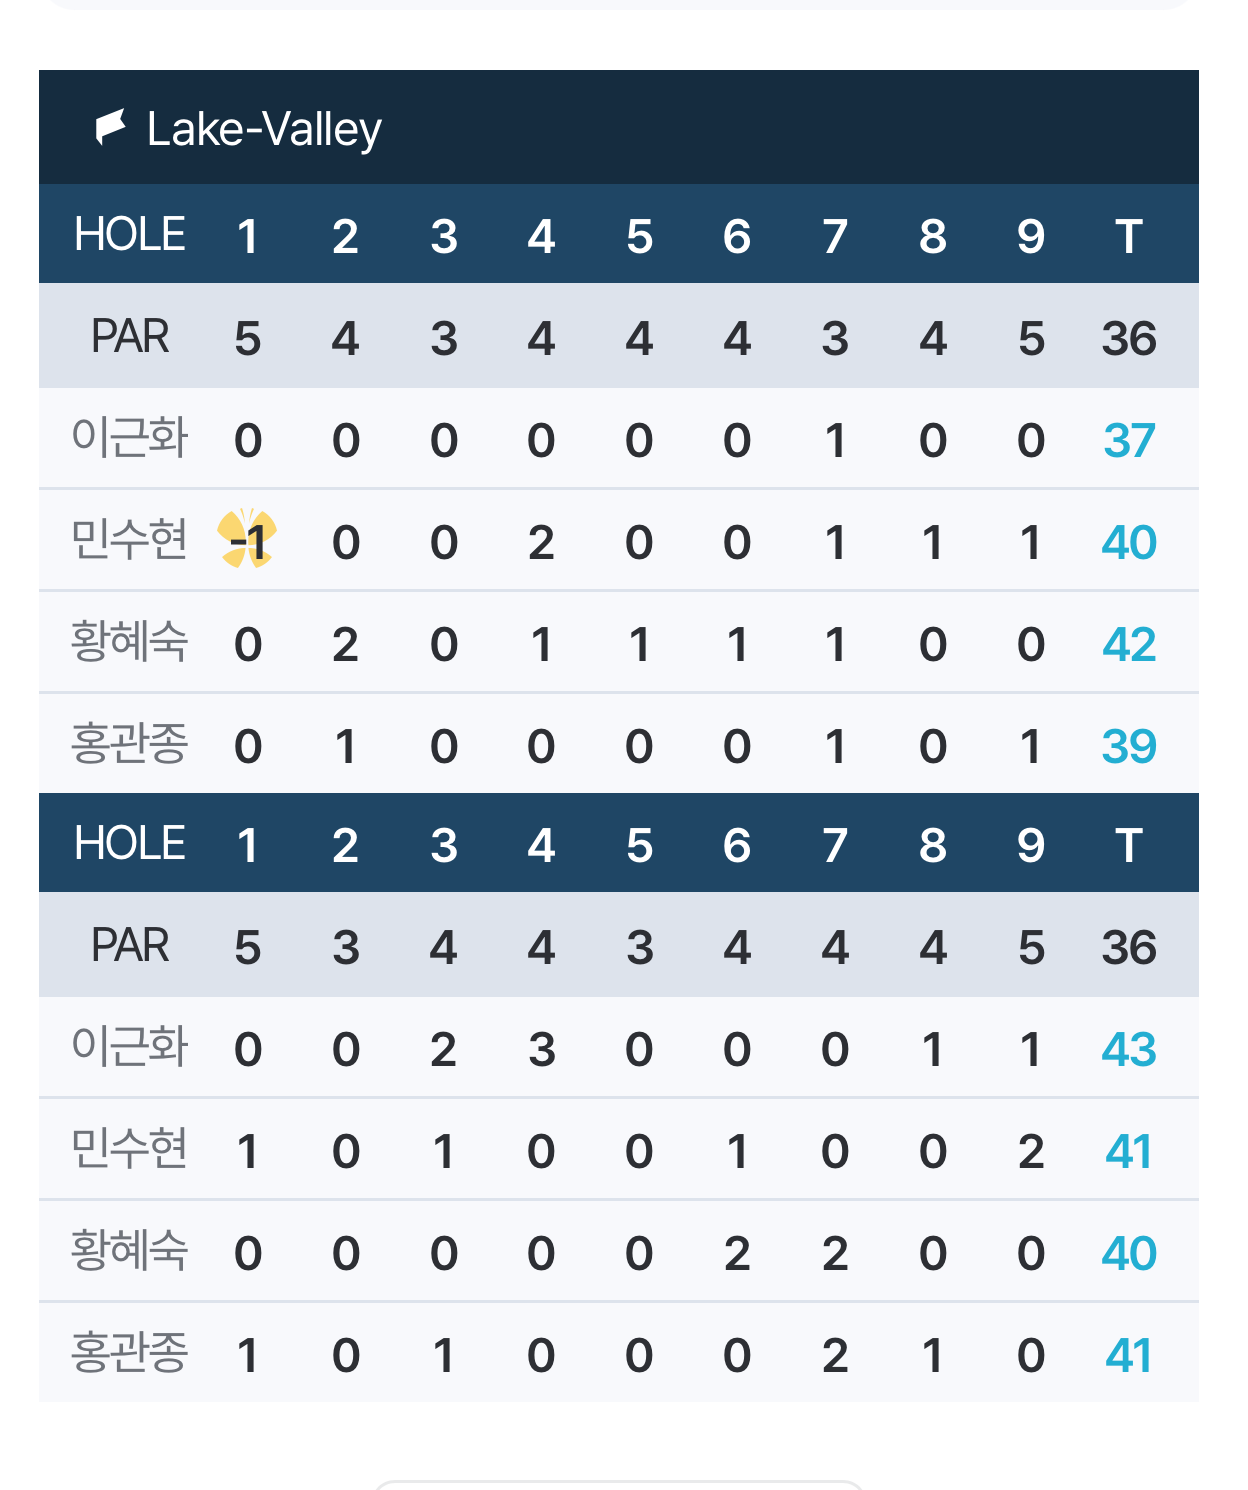 Lake-Valley
HOLE 1 2 3 4 5 6 7 8 9 T
PAR 5 4 3 4 4 4 3 4 5 36
이근화 0 0 0 0 0 0 1 0 0 37
민수현 -1 0 0 2 0 0 1 1 1 40
황혜숙 0 2 0 1 1 1 1 0 0 42
홍관종 0 1 0 0 0 0 1 0 1 39
HOLE 1 2 3 4 5 6 7 8 9 T
PAR 5 3 4 4 3 4 4 4 5 36
이근화 0 0 2 3 0 0 0 1 1 43
민수현 1 0 1 0 0 1 0 0 2 41
황혜숙 0 0 0 0 0 2 2 0 0 40
홍관종 1 0 1 0 0 0 2 1 0 41